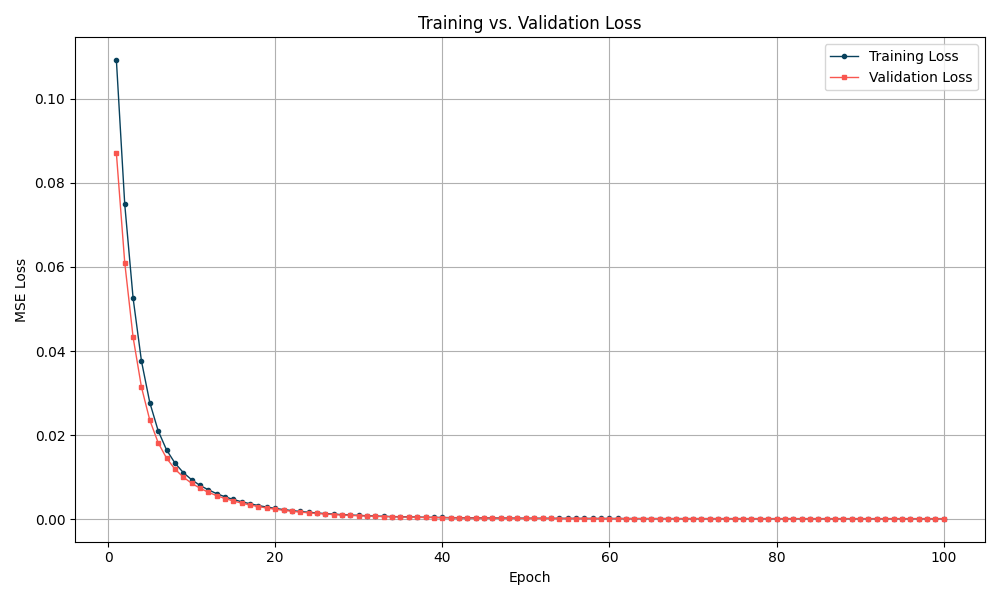 Training vs. Validation Loss
Training Loss
Validation Loss
MSE Loss
0.10
0.08
0.06
0.04
0.02
0.00
0 20 40 60 80 100
Epoch